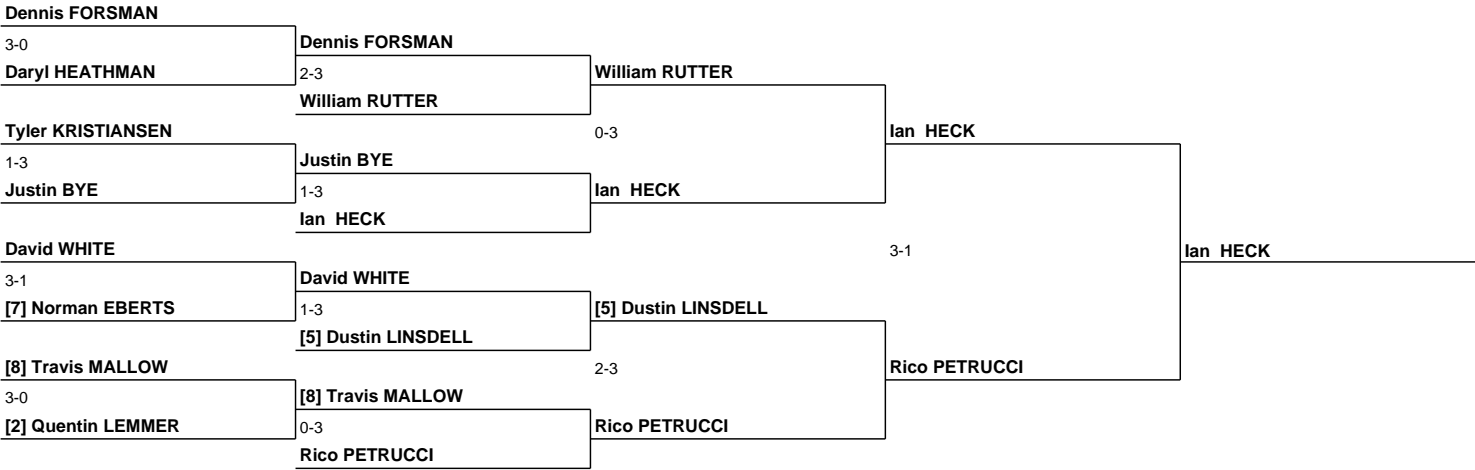 Dennis FORSMAN
3-0
Daryl HEATHMAN
Dennis FORSMAN
2-3
William RUTTER
William RUTTER
Tyler KRISTIANSEN
1-3
Justin BYE
Justin BYE
1-3
Ian  HECK
0-3
Ian  HECK
Ian  HECK
David WHITE
3-1
[7] Norman EBERTS
David WHITE
1-3
[5] Dustin LINSDELL
[5] Dustin LINSDELL
[8] Travis MALLOW
3-0
[2] Quentin LEMMER
[8] Travis MALLOW
0-3
Rico PETRUCCI
2-3
Rico PETRUCCI
Rico PETRUCCI
3-1
Ian  HECK